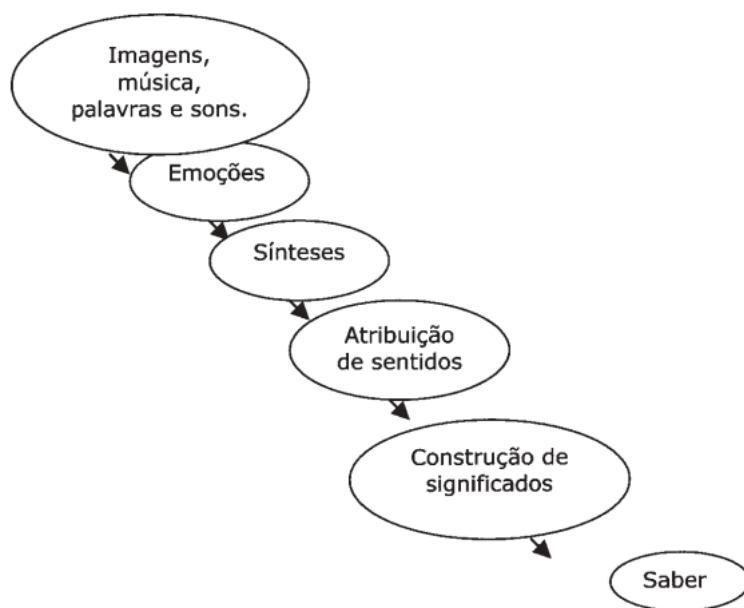 Imagens,
música,
palavras e sons.
Emoções
Sínteses
Atribuição
de sentidos
Construção de
significados
Saber